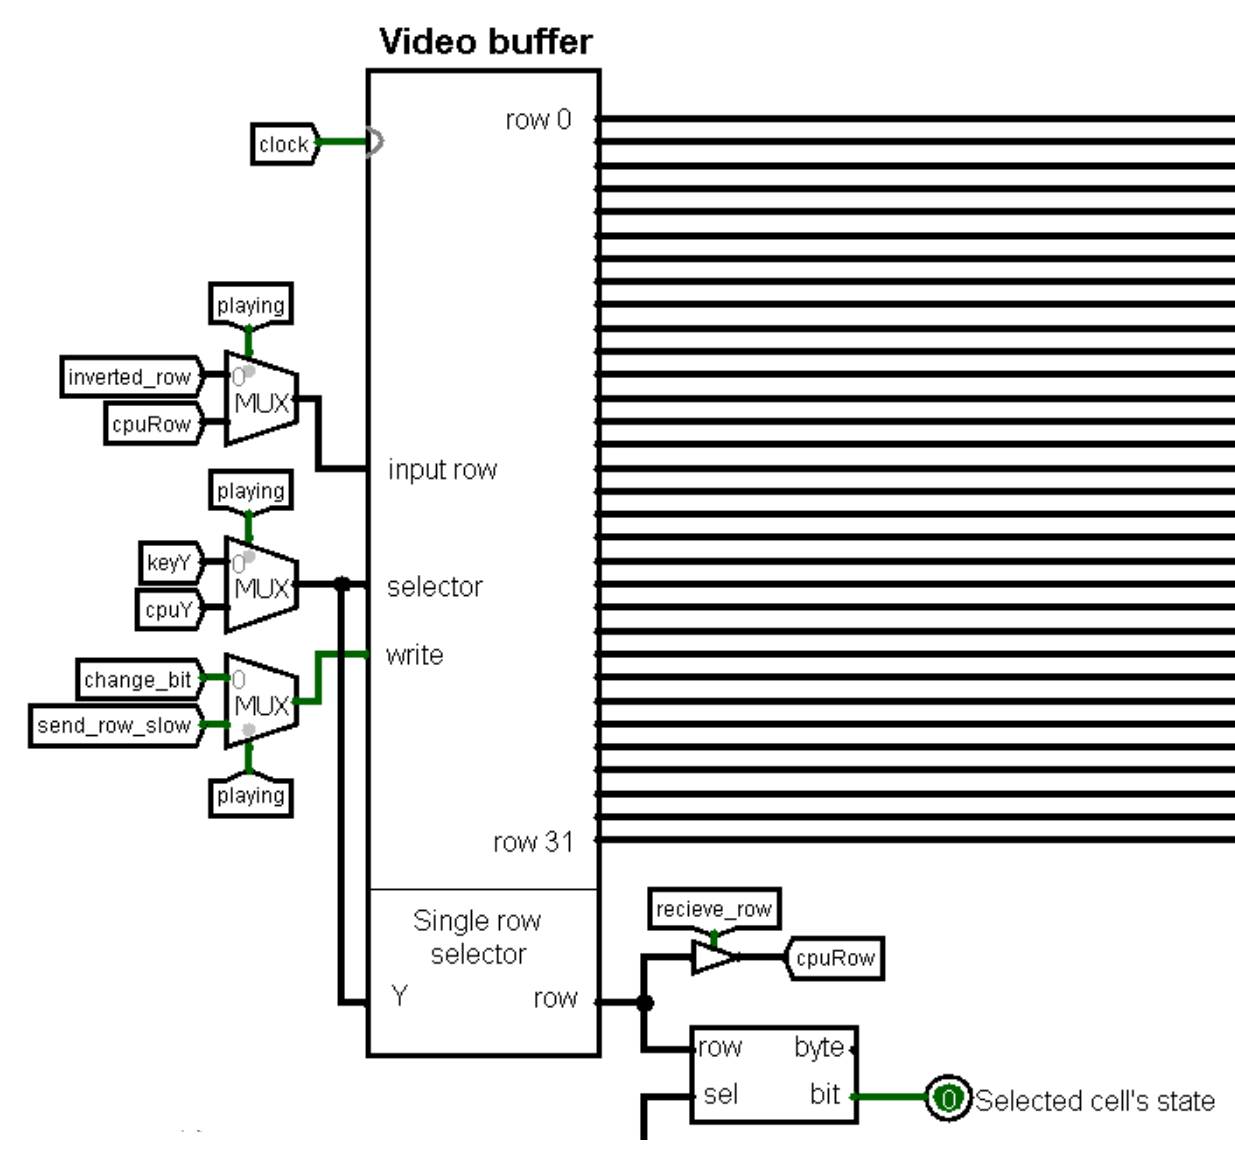 Video buffer
row 0
clock
playing
inverted_row
0
MUX
cpuRow
input row
playing
keyY
0
MUX
selector
cpuY
write
change_bit
0
MUX
send_row_slow
playing
row 31
Single row
selector
recieve_row
cpuRow
Y
row
row
byte
sel
bit
0
Selected cell's state